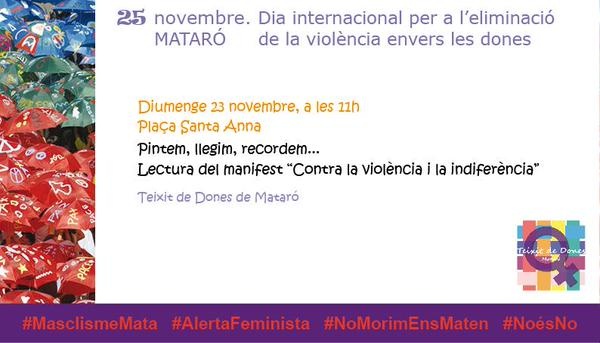 25 novembre. Dia internacional per a l'eliminació
MATARÓ de la violència envers les dones
Diumenge 23 novembre, a les 11h
Plaça Santa Anna
Pintem, llegim, recordem...
Lectura del manifest "Contra la violència i la indiferència"
Teixit de Dones de Mataró
Teixit de Dones
Mataró
#MasclismeMata #AlertaFeminista #NoMorimEnsMaten #NoésNo